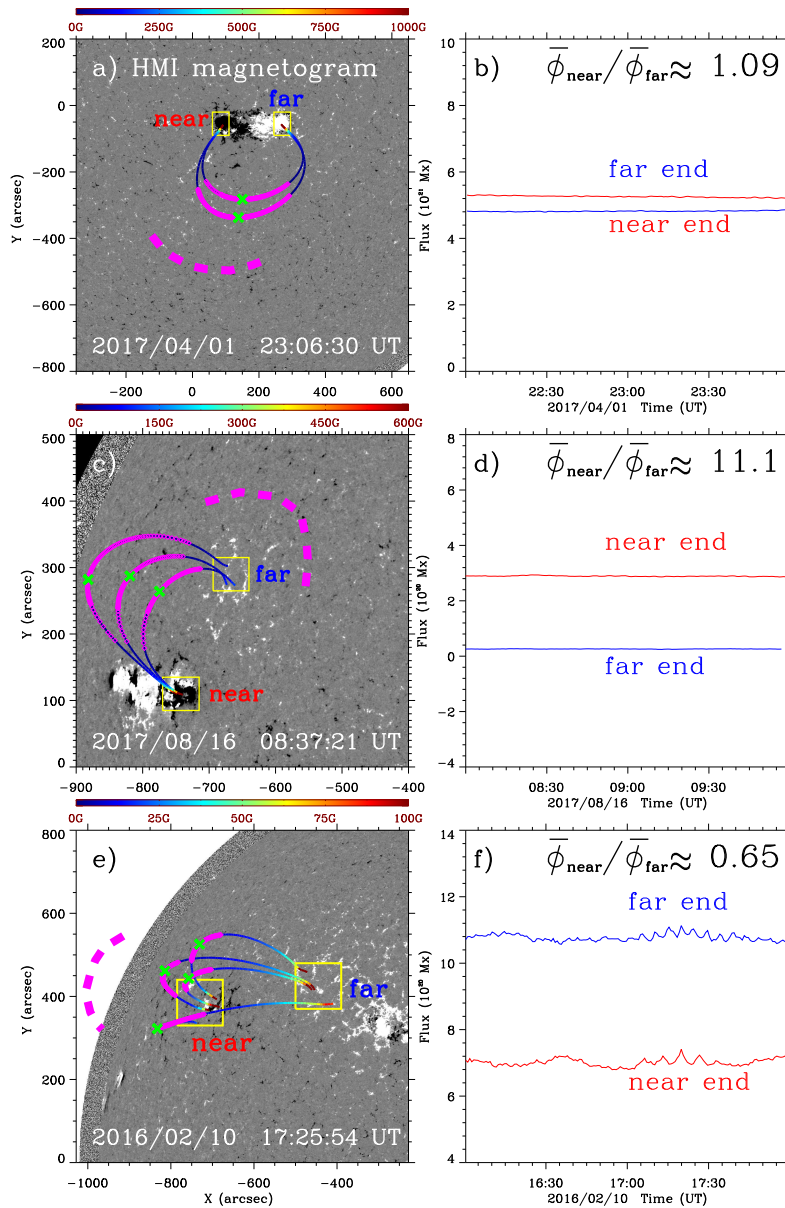 0G 250G 500G 750G 1000G
a) HMI magnetogram
near far
2017/04/01 23:06:30 UT
Y (arcsec)
200
0
-200
-400
-600
-800
-200 0 200 400 600
b) ϕ̅near/ϕ̅far≈ 1.09
far end
near end
Flux (10²¹ Mx)
10
8
6
4
2
0
22:30 23:00 23:30
2017/04/01 Time (UT)
0G 150G 300G 450G 600G
c)
far
near
2017/08/16 08:37:21 UT
Y (arcsec)
500
400
300
200
100
0
-900 -800 -700 -600 -500 -400
d) ϕ̅near/ϕ̅far≈ 11.1
near end
far end
Flux (10²⁰ Mx)
8
6
4
2
0
-2
-4
08:30 09:00 09:30
2017/08/16 Time (UT)
0G 25G 50G 75G 100G
e)
far
near
2016/02/10 17:25:54 UT
Y (arcsec)
800
600
400
200
0
-1000 -800 -600 -400
X (arcsec)
f) ϕ̅near/ϕ̅far≈ 0.65
far end
near end
Flux (10²⁰ Mx)
14
12
10
8
6
4
16:30 17:00 17:30
2016/02/10 Time (UT)